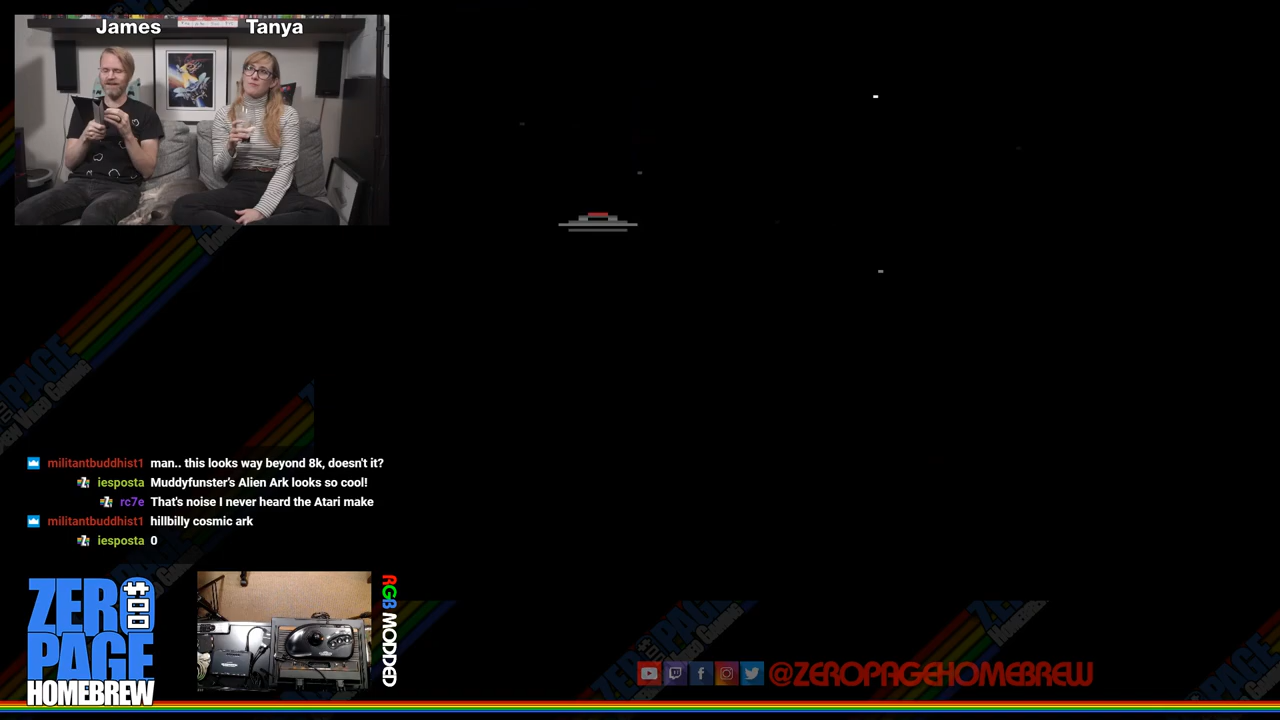 James Tanya
militantbuddhist1 man.. this looks way beyond 8k, doesn't it?
iesposta Muddyfunster's Alien Ark looks so cool!
rc7e That's noise I never heard the Atari make
militantbuddhist1 hillbilly cosmic ark
iesposta 0
ZERO
PAGE
HOMEBREW
RGB MODDED
@ZEROPAGEHOMEBREW